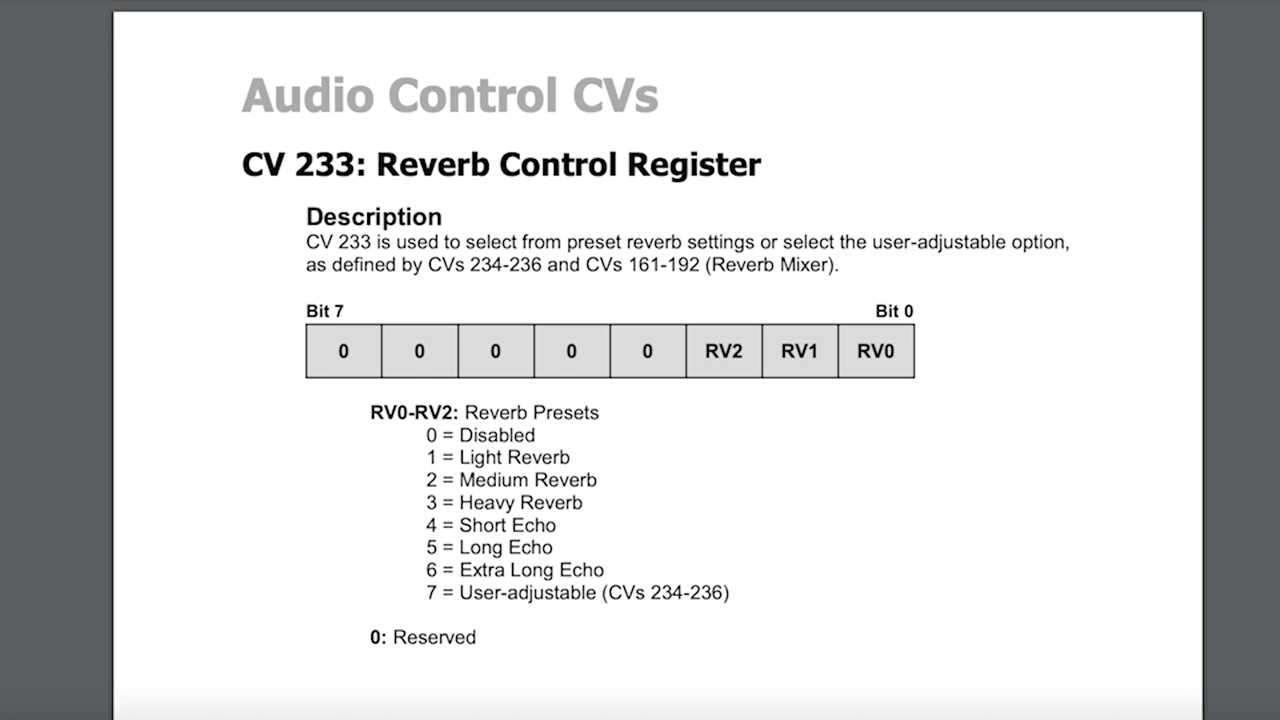 Audio Control CVs
CV 233: Reverb Control Register
Description
CV 233 is used to select from preset reverb settings or select the user-adjustable option,
as defined by CVs 234-236 and CVs 161-192 (Reverb Mixer).
Bit 7 Bit 0
0 0 0 0 0 RV2 RV1 RV0
RV0-RV2: Reverb Presets
0 = Disabled
1 = Light Reverb
2 = Medium Reverb
3 = Heavy Reverb
4 = Short Echo
5 = Long Echo
6 = Extra Long Echo
7 = User-adjustable (CVs 234-236)
0: Reserved